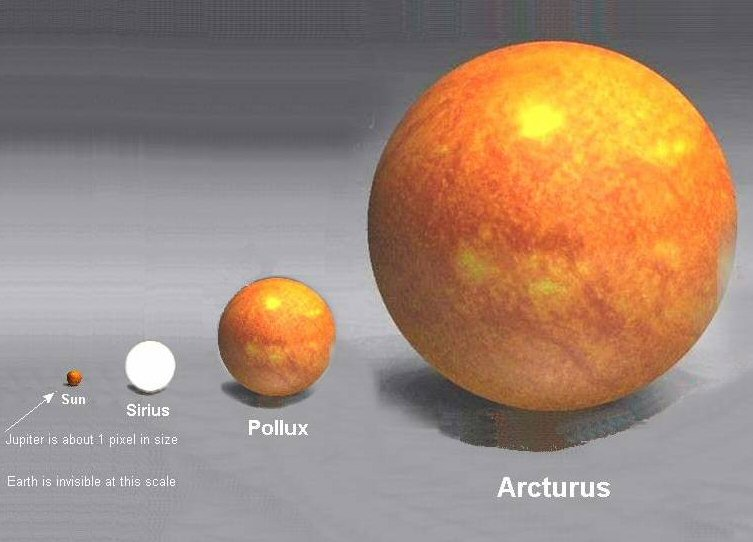 Sun
Sirius
Pollux
Jupiter is about 1 pixel in size
Earth is invisible at this scale
Arcturus